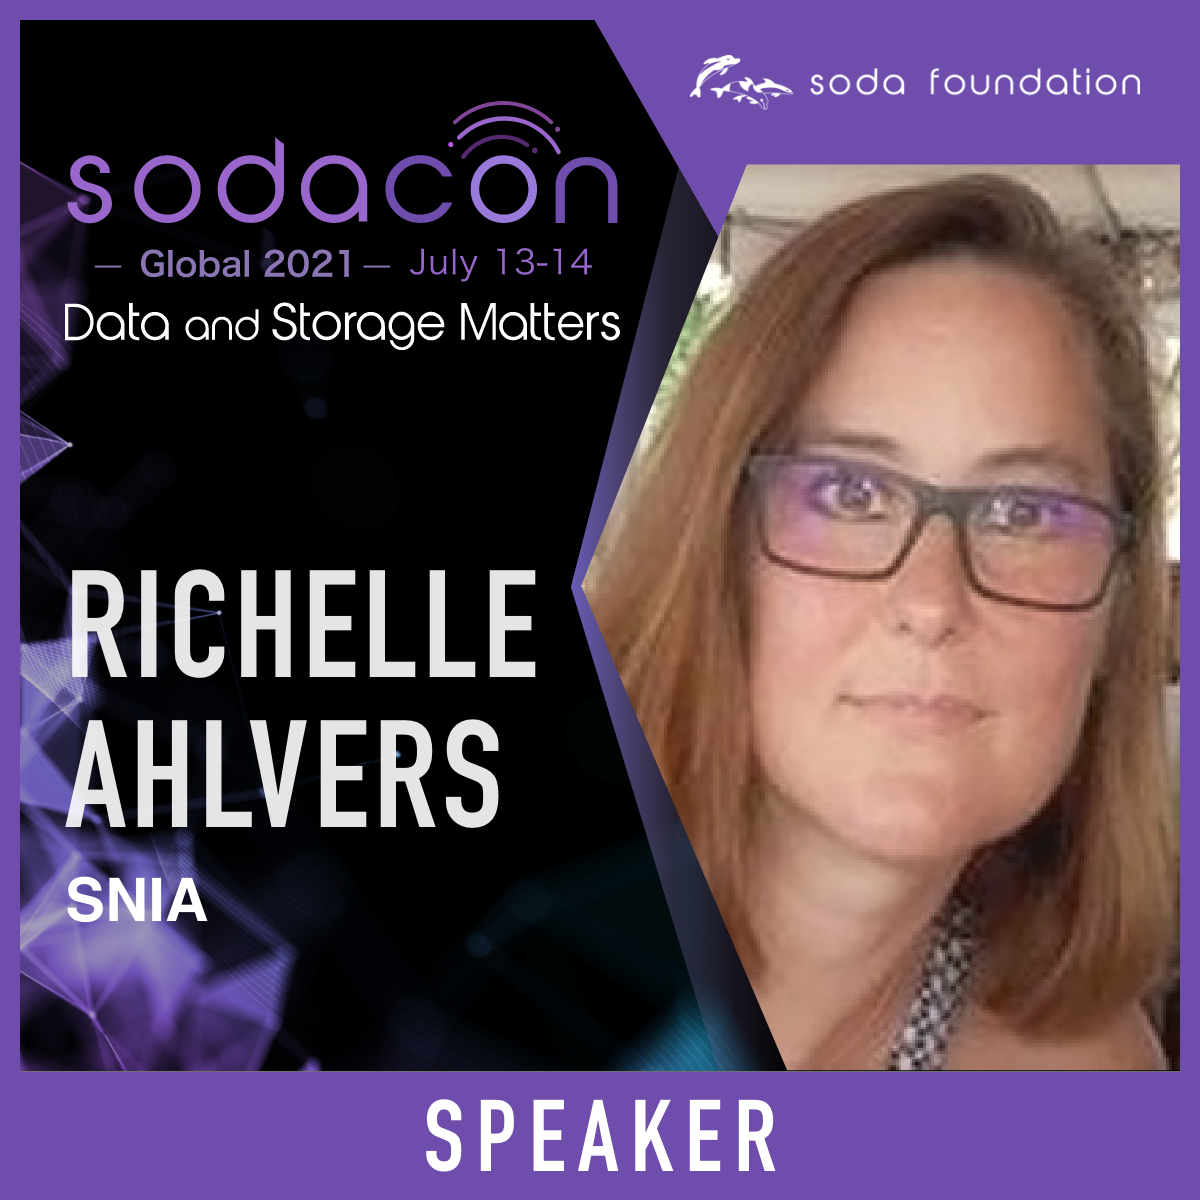 soda foundation
sodacon
— Global 2021 — July 13-14
Data and Storage Matters
RICHELLE
AHLVERS
SNIA
SPEAKER